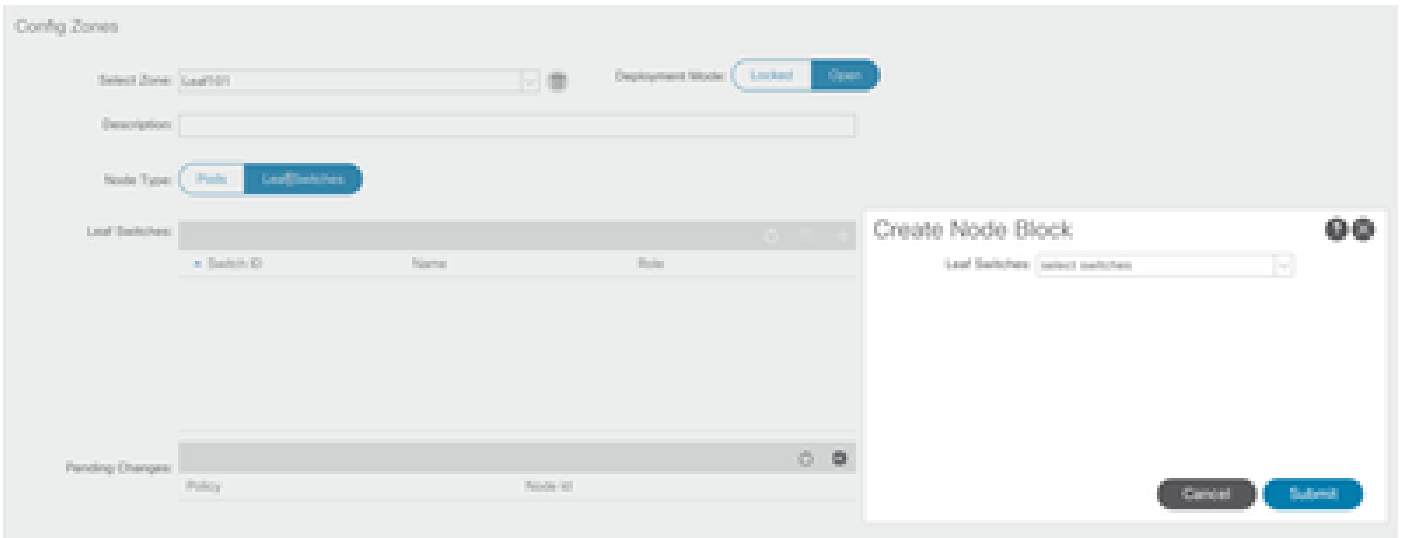 Config Zones
Select Zone: Leaf101
Deployment Mode: Locked Open
Description:
Node Type: Pods Leaf Switches
Leaf Switches:
Switch ID Name Role
Pending Changes:
Policy Node Id
Create Node Block
Leaf Switches: select switches
Cancel Submit